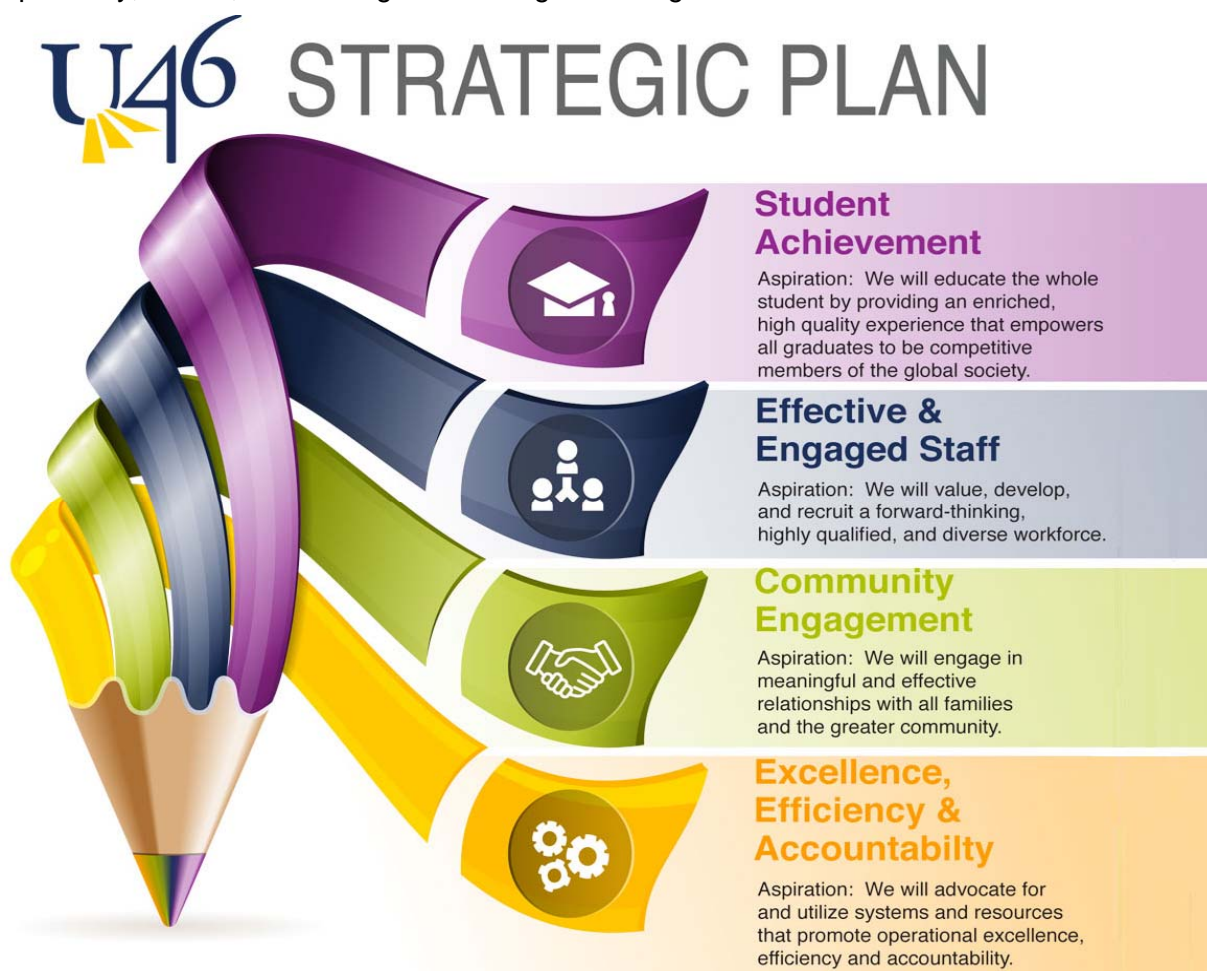 U46 STRATEGIC PLAN
Student
Achievement
Aspiration: We will educate the whole
student by providing an enriched,
high quality experience that empowers
all graduates to be competitive
members of the global society.
Effective &
Engaged Staff
Aspiration: We will value, develop,
and recruit a forward-thinking,
highly qualified, and diverse workforce.
Community
Engagement
Aspiration: We will engage in
meaningful and effective
relationships with all families
and the greater community.
Excellence,
Efficiency &
Accountabilty
Aspiration: We will advocate for
and utilize systems and resources
that promote operational excellence,
efficiency and accountability.